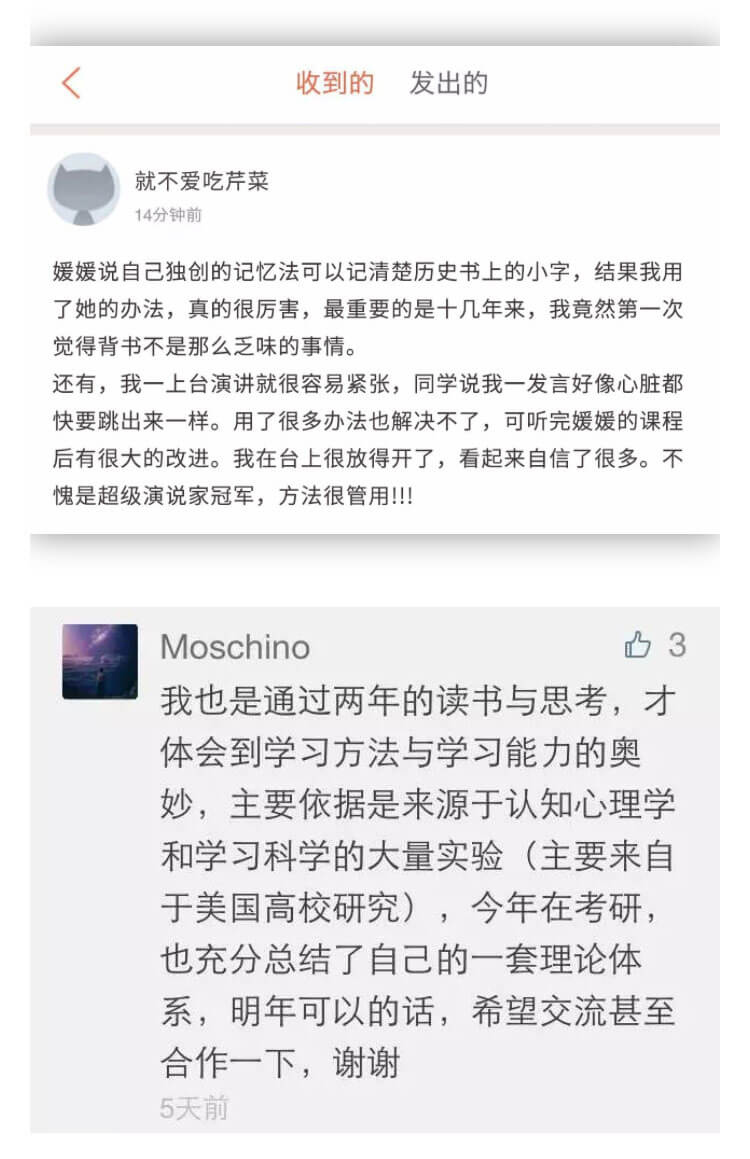 收到的 发出的
就不爱吃芹菜
14分钟前
媛媛说自己独创的记忆法可以记清楚历史书上的小字，结果我用
了她的办法，真的很厉害，最重要的是十几年来，我竟然第一次
觉得背书不是那么乏味的事情。
还有，我一上台演讲就很容易紧张，同学说我一发言好像心脏都
快要跳出来一样。用了很多办法也解决不了，可听完媛媛的课程
后有很大的改进。我在台上很放得开了，看起来自信了很多。不
愧是超级演说家冠军，方法很管用!!!
Moschino 3
我也是通过两年的读书与思考，才
体会到学习方法与学习能力的奥
妙，主要依据是来源于认知心理学
和学习科学的大量实验（主要来自
于美国高校研究），今年在考研，
也充分总结了自己的一套理论体
系，明年可以的话，希望交流甚至
合作一下，谢谢
5天前